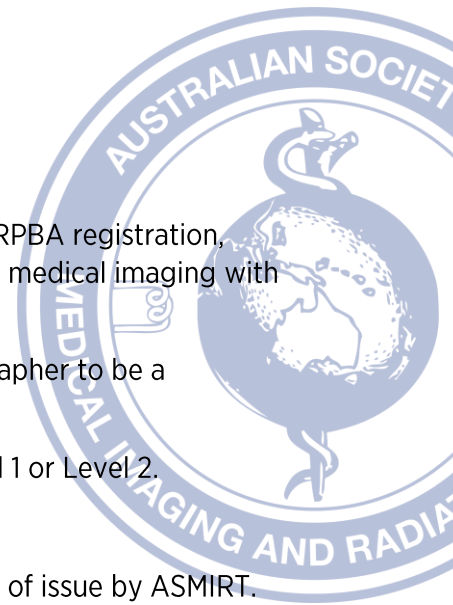 AUSTRALIAN SOCIET
RPBA registration,
medical imaging with
apher to be a
1 or Level 2.
of issue by ASMIRT.
MEDICAL IMAGING AND RADIAT